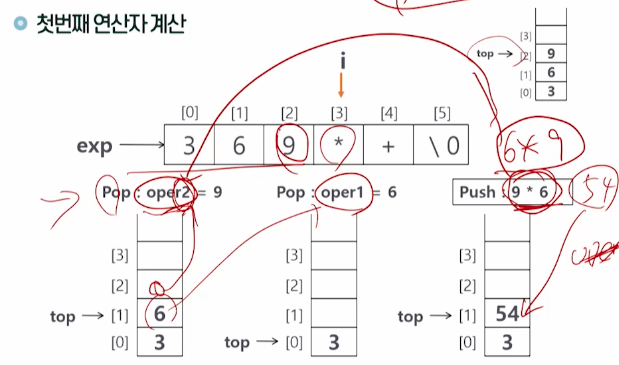 첫번째 연산자 계산
[3]
top → [2] 9
[1] 6
[0] 3
i
[0] [1] [2] [3] [4] [5]
exp → 3 6 9 * + \0
6*9
Pop : oper2 = 9 Pop : oper1 = 6 Push : 9 * 6 54
[3] [3] [3]
[2] [2] [2]
top → [1] 6 [1] top → [1] 54
[0] 3 top → [0] 3 [0] 3